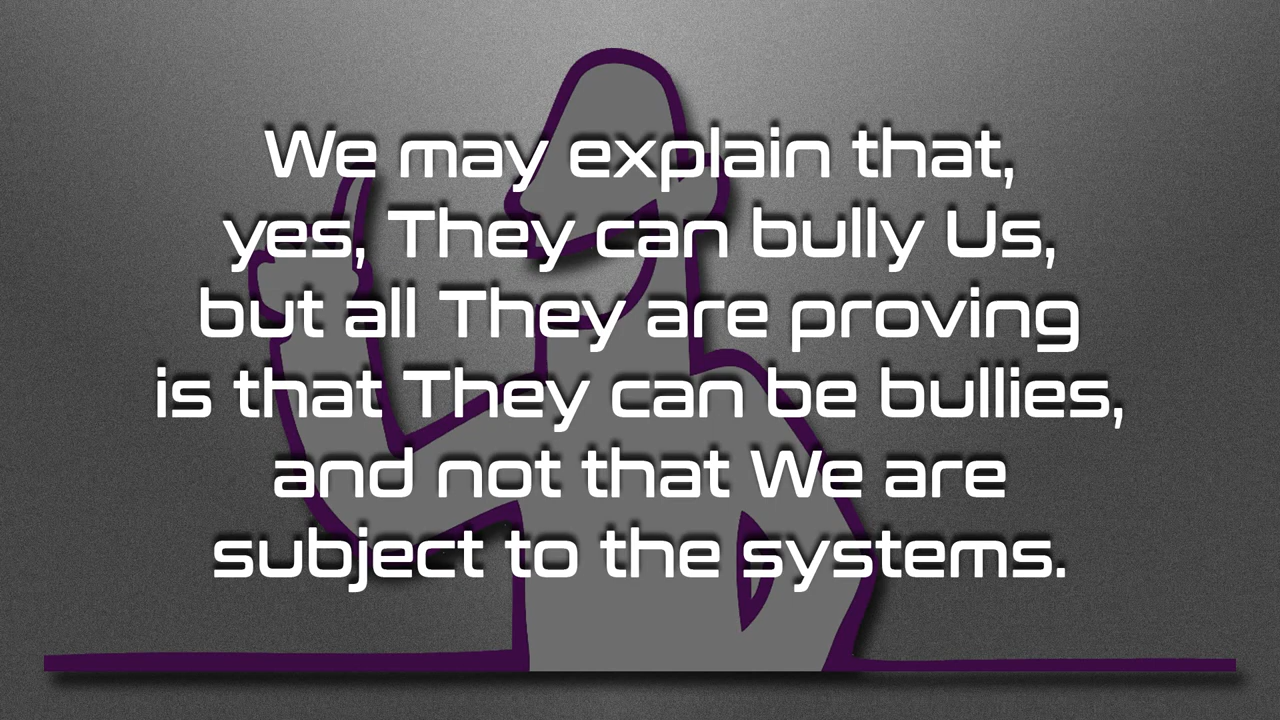 We may explain that,
yes, They can bully Us,
but all They are proving
is that They can be bullies,
and not that We are
subject to the systems.